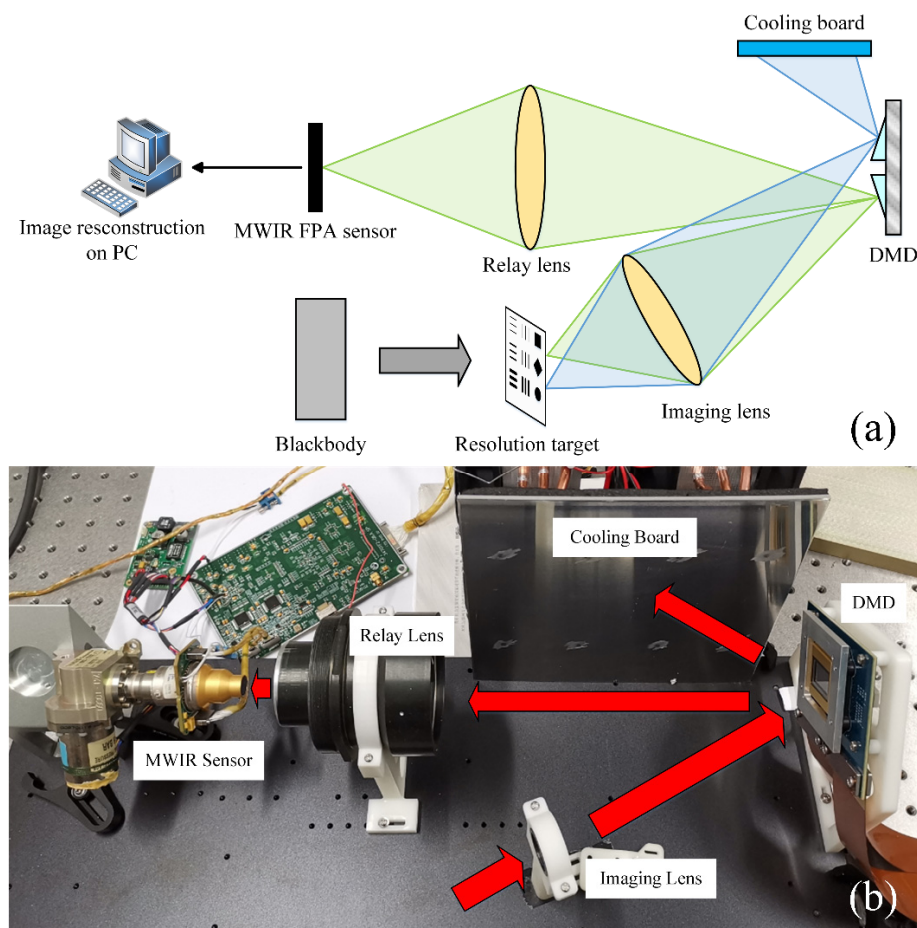 Cooling board
Image resconstruction
on PC
MWIR FPA sensor
Relay lens
DMD
Imaging lens
Blackbody
Resolution target
(a)
Cooling Board
DMD
Relay Lens
MWIR Sensor
Imaging Lens
(b)